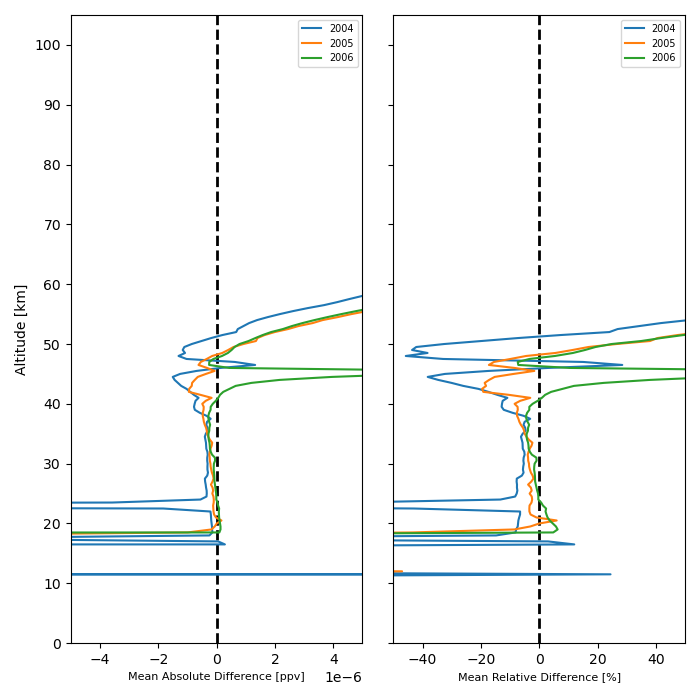 2004
2005
2006
2004
2005
2006
100
90
80
70
60
50
40
30
20
10
0
Altitude [km]
−4 −2 0 2 4
1e−6
Mean Absolute Difference [ppv]
−40 −20 0 20 40
Mean Relative Difference [%]